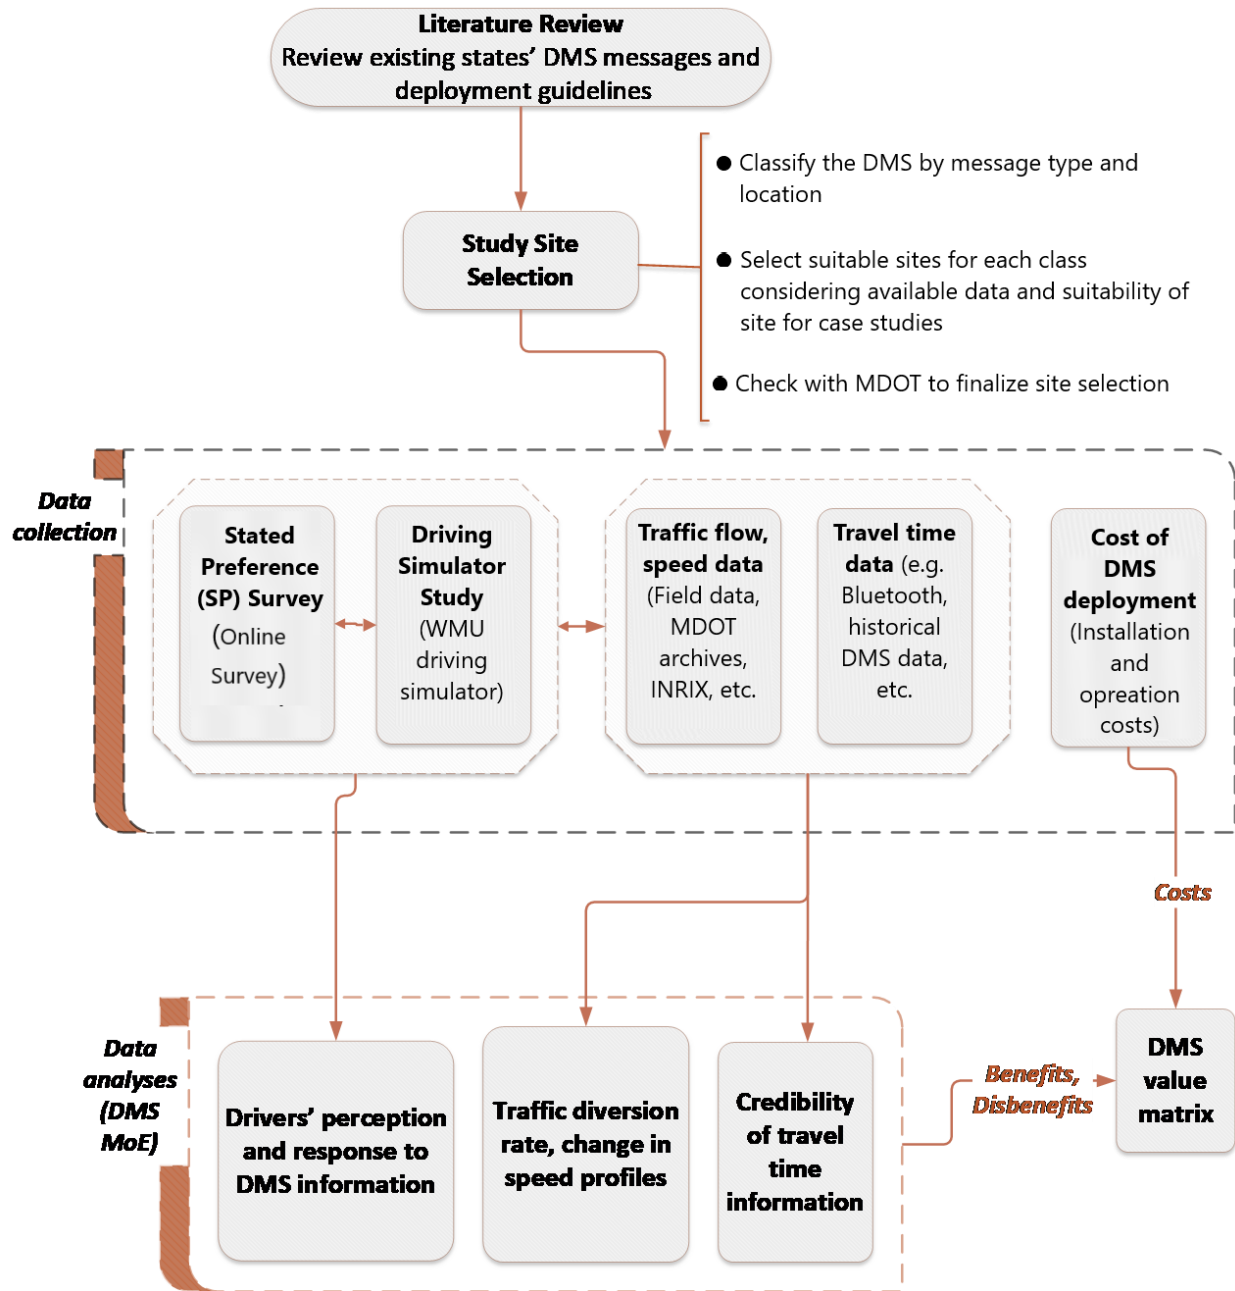 Literature Review
Review existing states’ DMS messages and
deployment guidelines
● Classify the DMS by message type and
location
Study Site
Selection
● Select suitable sites for each class
considering available data and suitability of
site for case studies
● Check with MDOT to finalize site selection
Data
collection
Stated
Preference
(SP) Survey
(Online
Survey)
Driving
Simulator
Study
(WMU
driving
simulator)
Traffic flow,
speed data
(Field data,
MDOT
archives,
INRIX, etc.
Travel time
data (e.g.
Bluetooth,
historical
DMS data,
etc.
Cost of
DMS
deployment
(Installation
and
opreation
costs)
Costs
Data
analyses
(DMS
MoE)
Drivers’ perception
and response to
DMS information
Traffic diversion
rate, change in
speed profiles
Credibility
of travel
time
information
Benefits,
Disbenefits
DMS
value
matrix